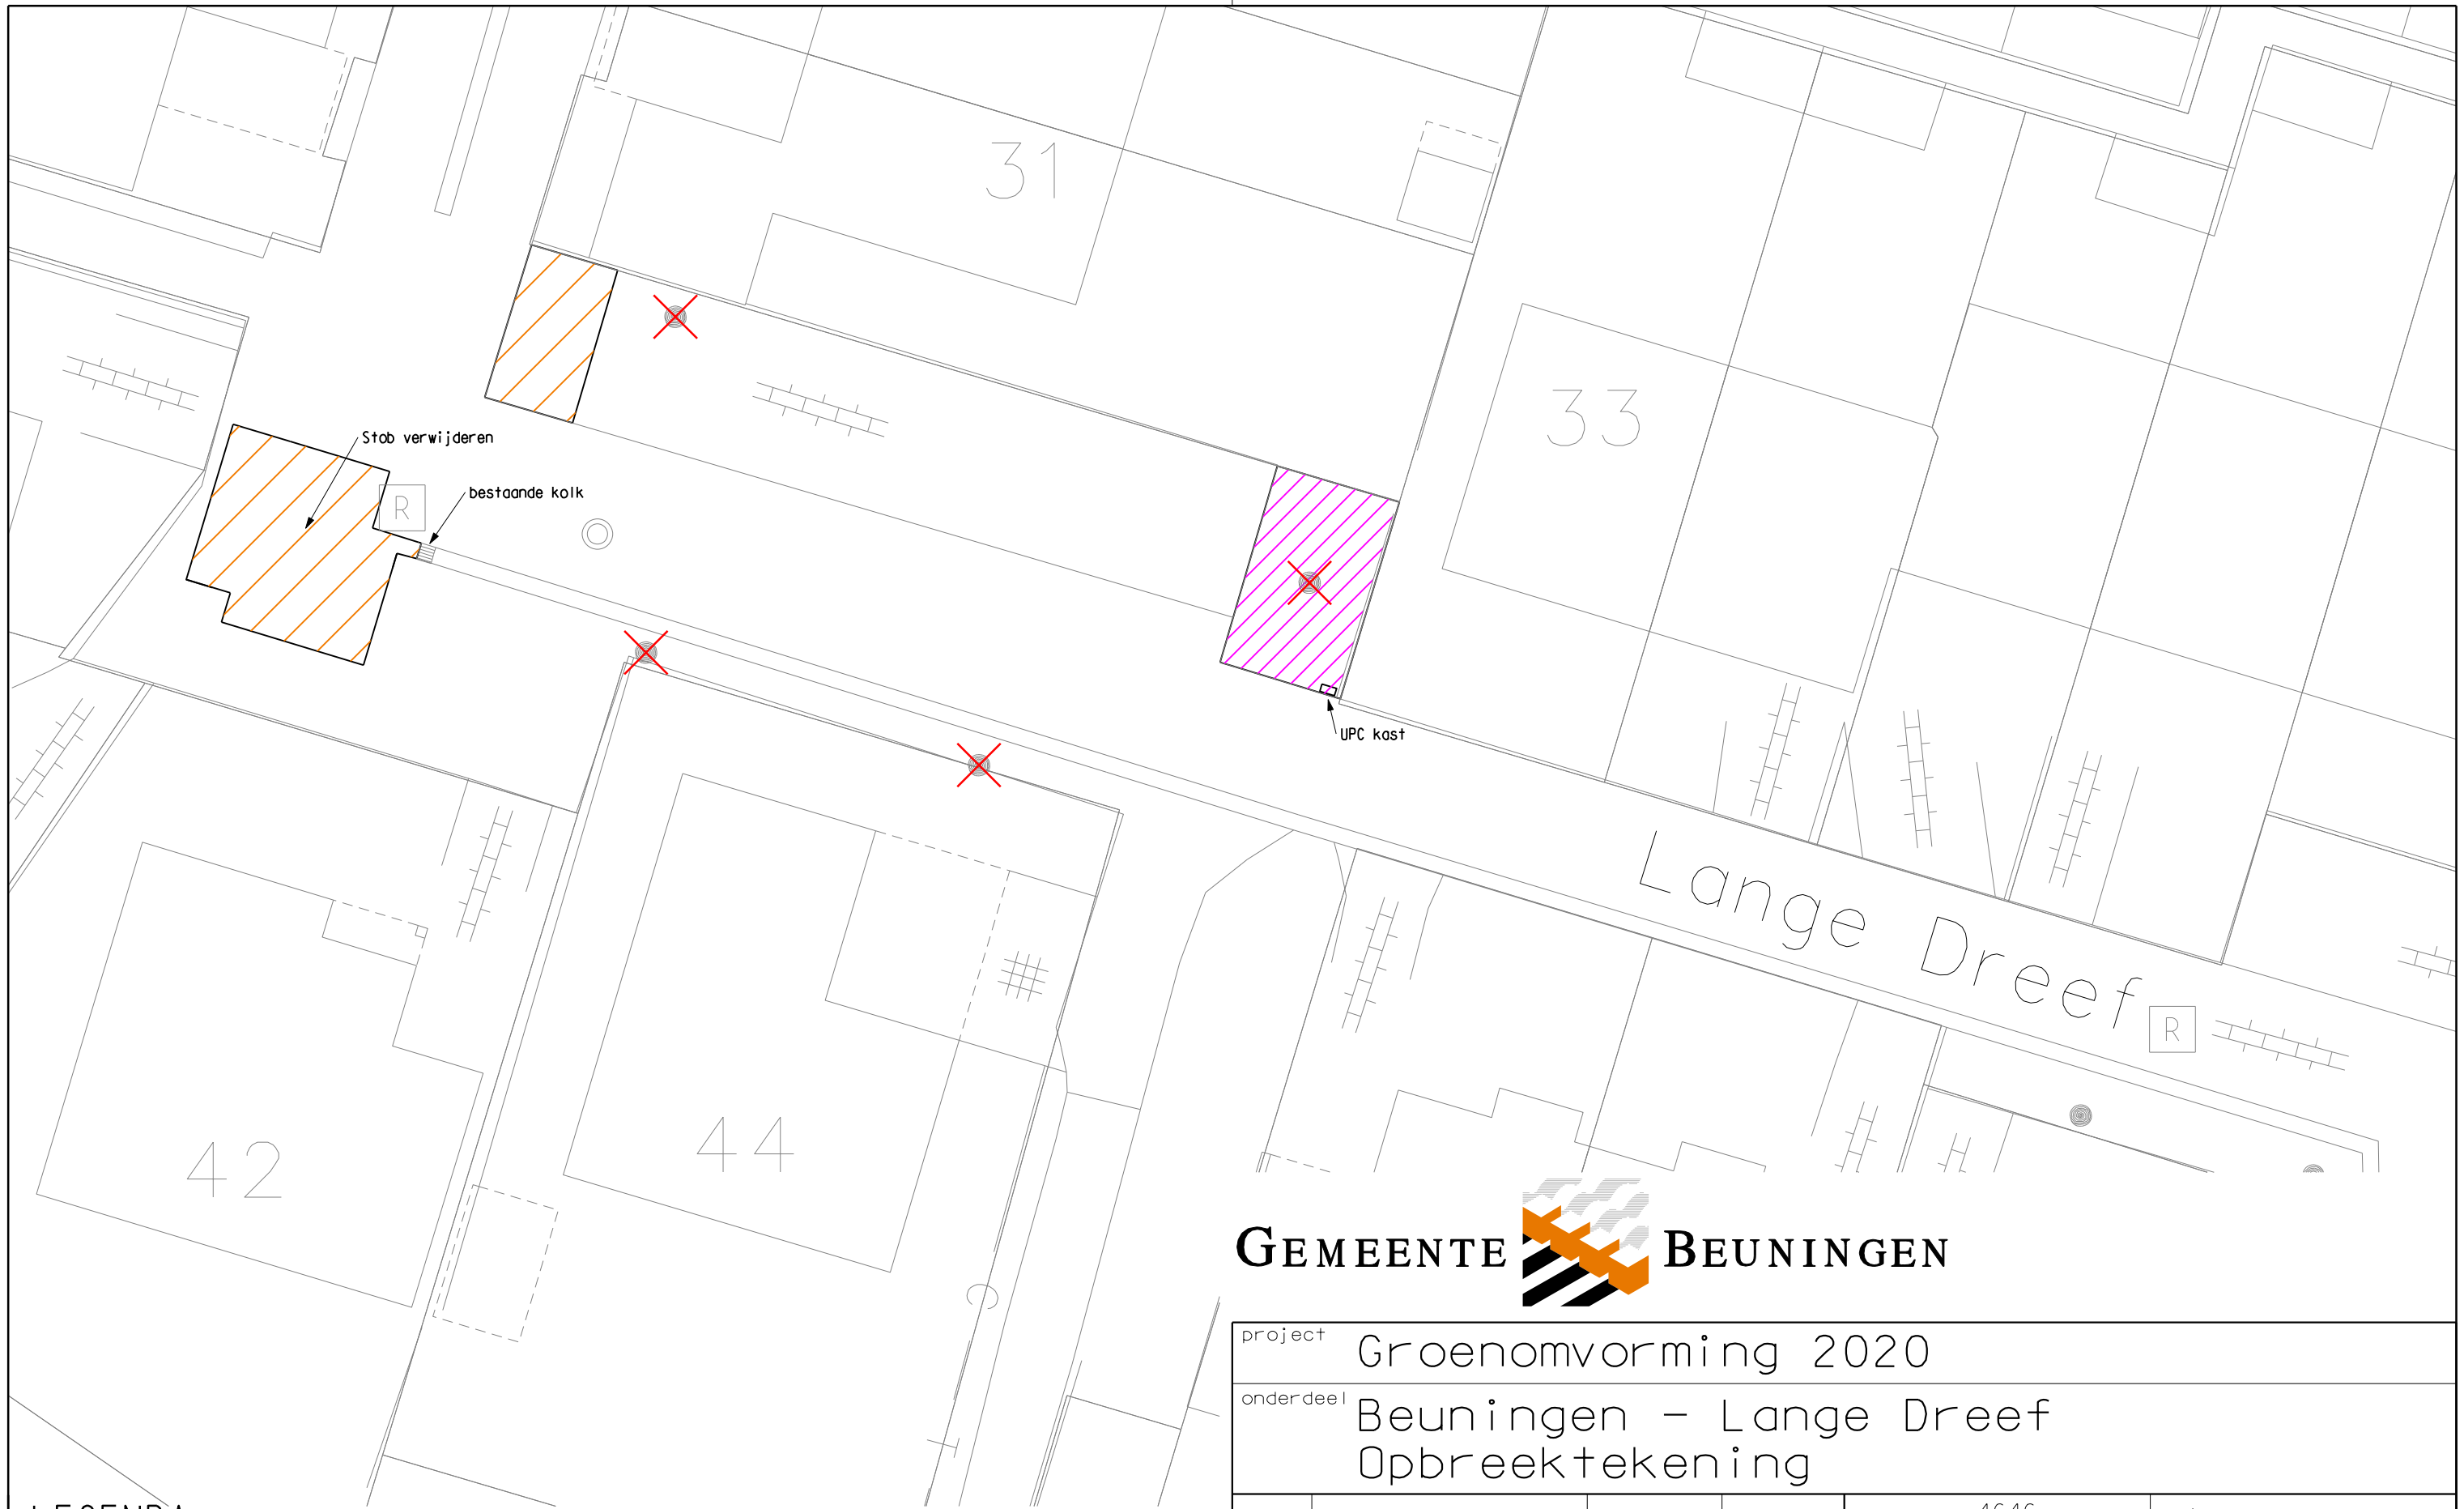 31
33
Stob verwijderen
bestaande kolk
R
UPC kast
Lange Dreef
R
42
44
GEMEENTE BEUNINGEN
project
Groenomvorming 2020
onderdeel
Beuningen - Lange Dreef
Opbreektekening
LEGENDA